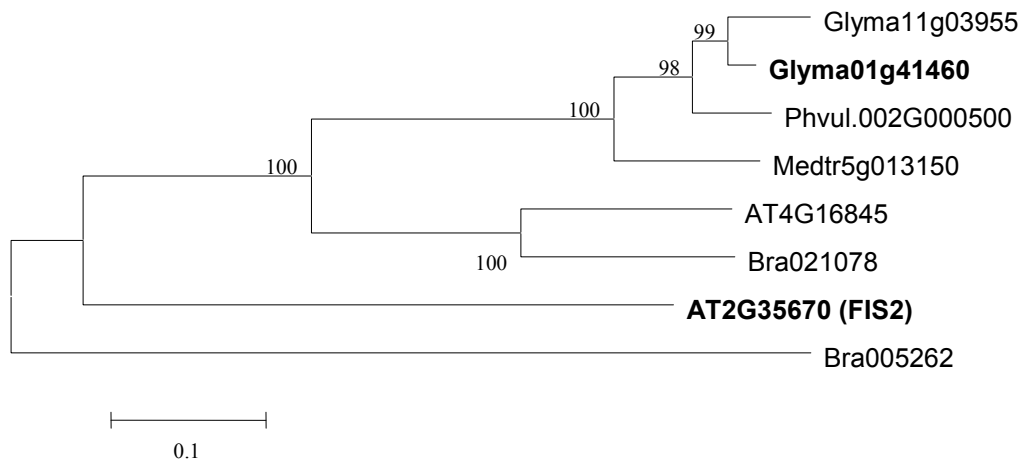 Glyma11g03955
99
Glyma01g41460
98
Phvul.002G000500
100
Medtr5g013150
100
AT4G16845
100
Bra021078
AT2G35670 (FIS2)
Bra005262
0.1